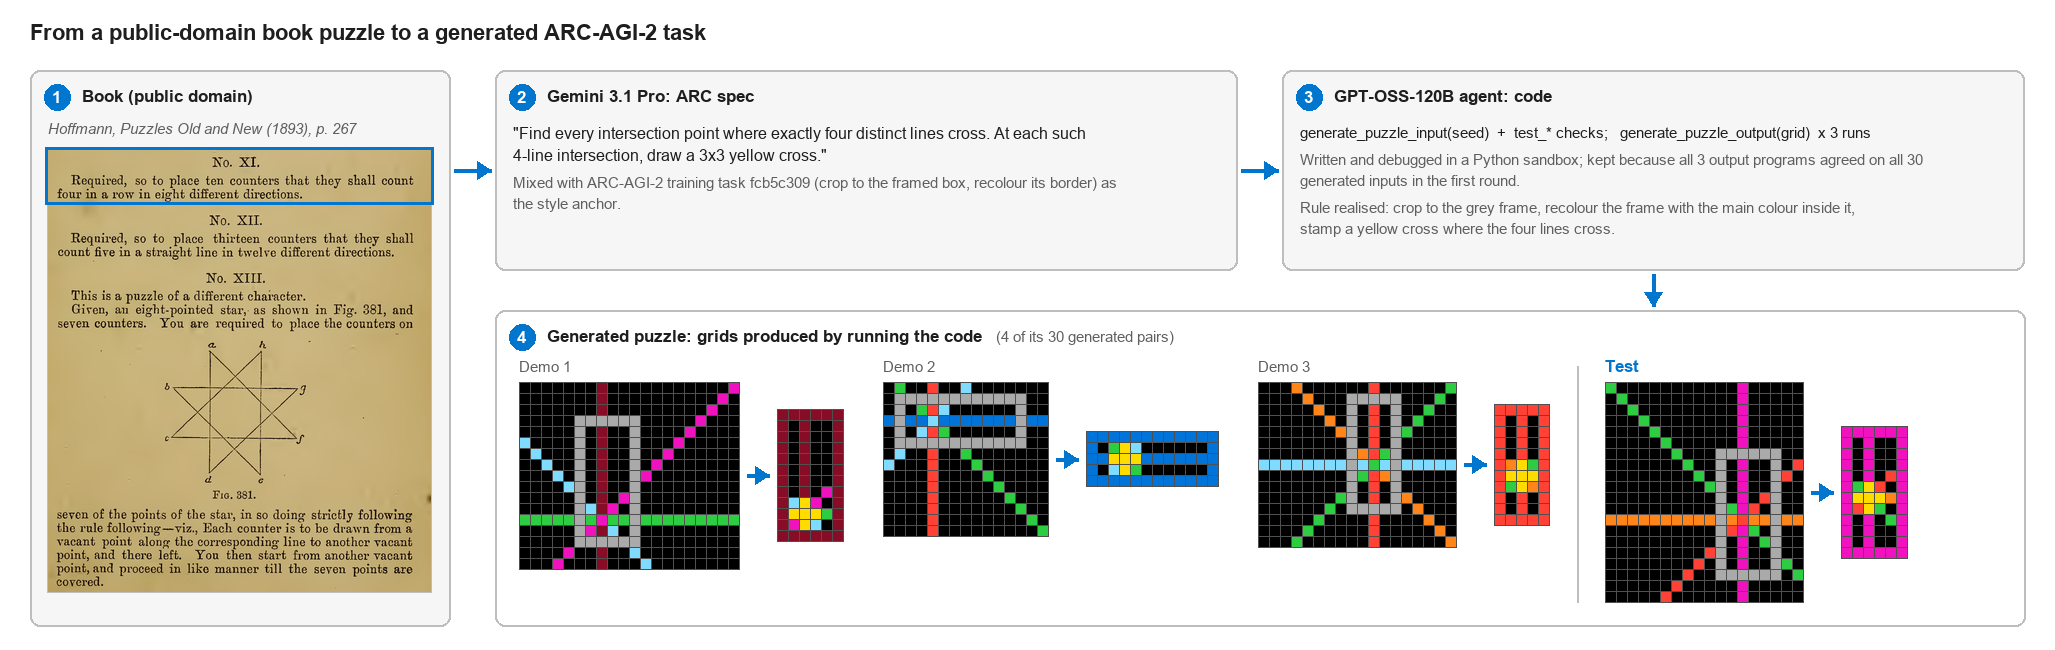 From a public-domain book puzzle to a generated ARC-AGI-2 task
1 Book (public domain)
Hoffmann, Puzzles Old and New (1893), p. 267
No. XI.
Required, so to place ten counters that they shall count
four in a row in eight different directions.
No. XII.
Required, so to place thirteen counters that they shall
count five in a straight line in twelve different directions.
No. XIII.
This is a puzzle of a different character.
Given, an eight-pointed star, as shown in Fig. 381, and
seven counters. You are required to place the counters on
a h
b g
c f
d e
Fig. 381.
seven of the points of the star, in so doing strictly following
the rule following—viz., Each counter is to be drawn from a
vacant point along the corresponding line to another vacant
point, and there left. You then start from another vacant
point, and proceed in like manner till the seven points are
covered.
2 Gemini 3.1 Pro: ARC spec
"Find every intersection point where exactly four distinct lines cross. At each such
4-line intersection, draw a 3x3 yellow cross."
Mixed with ARC-AGI-2 training task fcb5c309 (crop to the framed box, recolour its border) as
the style anchor.
3 GPT-OSS-120B agent: code
generate_puzzle_input(seed) + test_* checks; generate_puzzle_output(grid) x 3 runs
Written and debugged in a Python sandbox; kept because all 3 output programs agreed on all 30
generated inputs in the first round.
Rule realised: crop to the grey frame, recolour the frame with the main colour inside it,
stamp a yellow cross where the four lines cross.
4 Generated puzzle: grids produced by running the code (4 of its 30 generated pairs)
Demo 1
Demo 2
Demo 3
Test